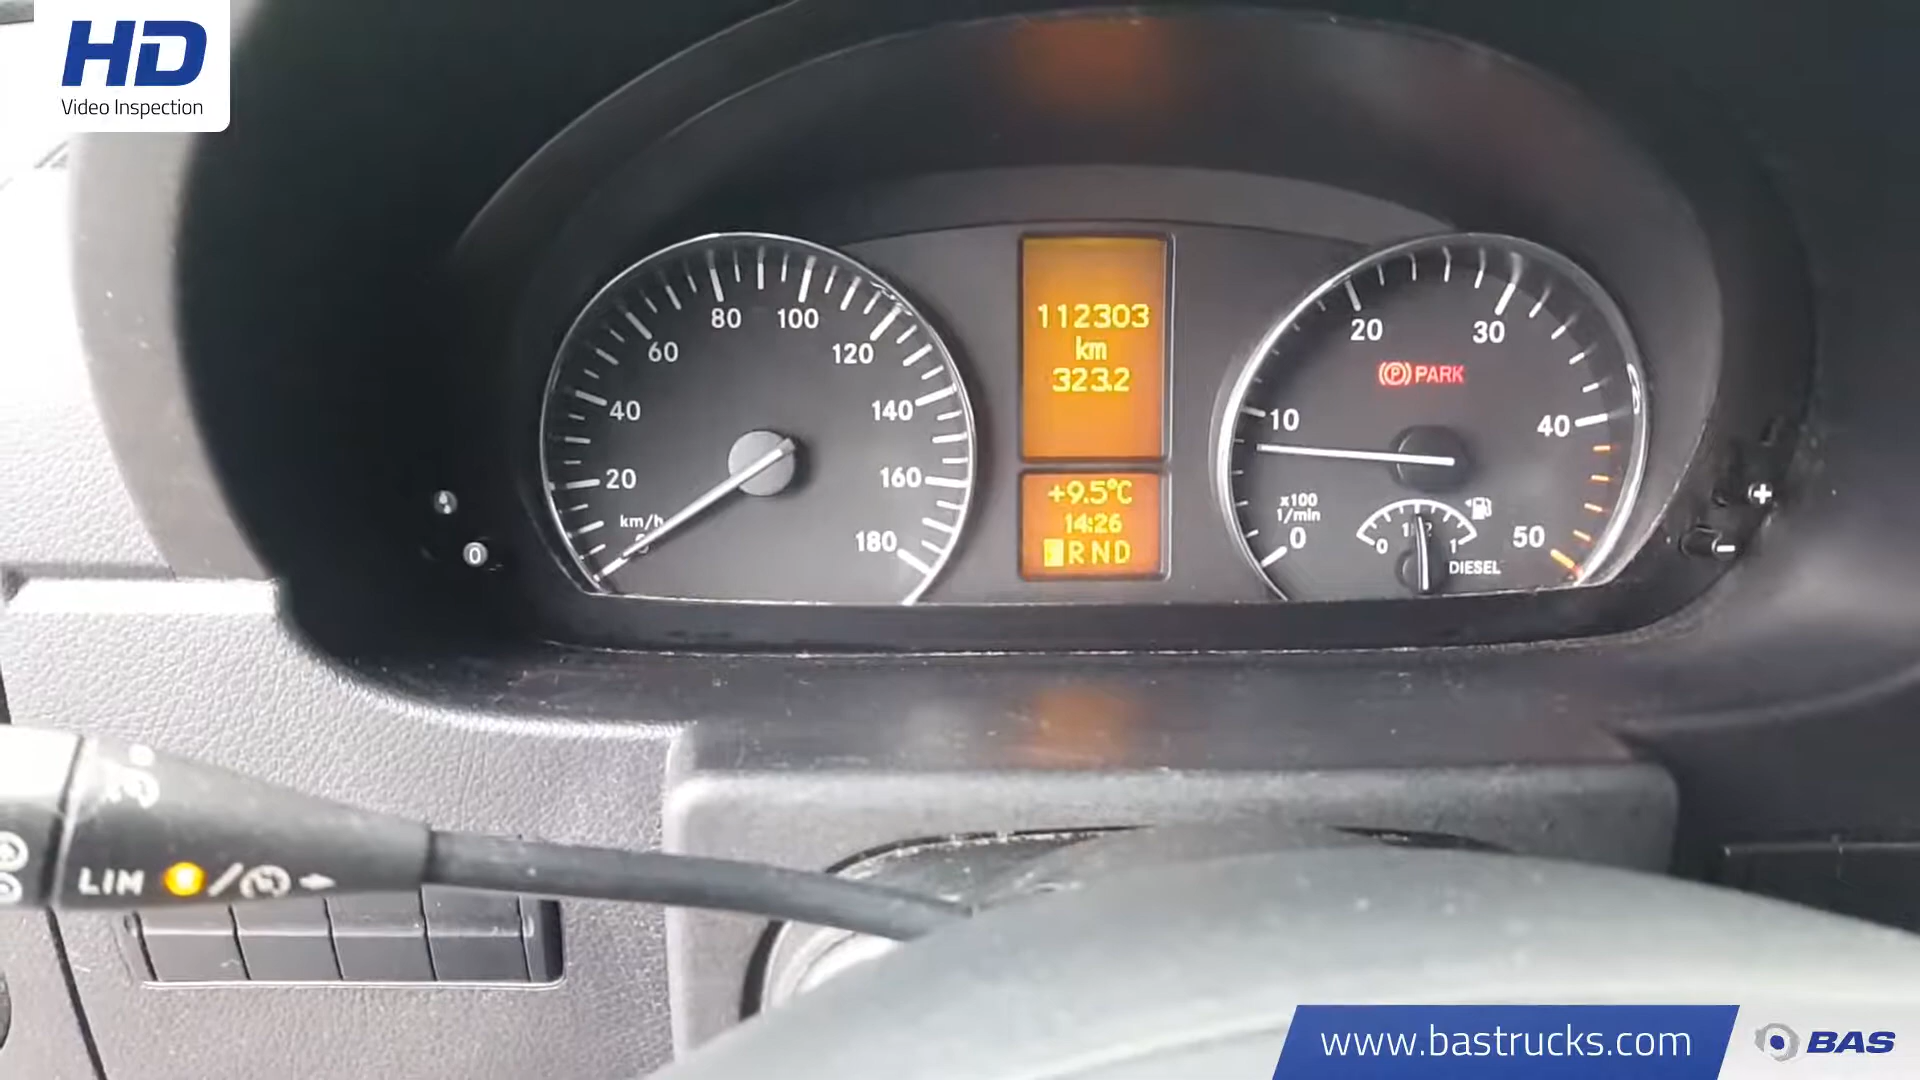 HD
Video Inspection
20
40
60
80
100
120
140
160
180
km/h
112303
km
323.2
+9.5°C
14:26
R N D
0
10
20
30
40
50
x100
1/min
(P) PARK
0
1
DIESEL
0
+
-
LIM
www.bastrucks.com
BAS